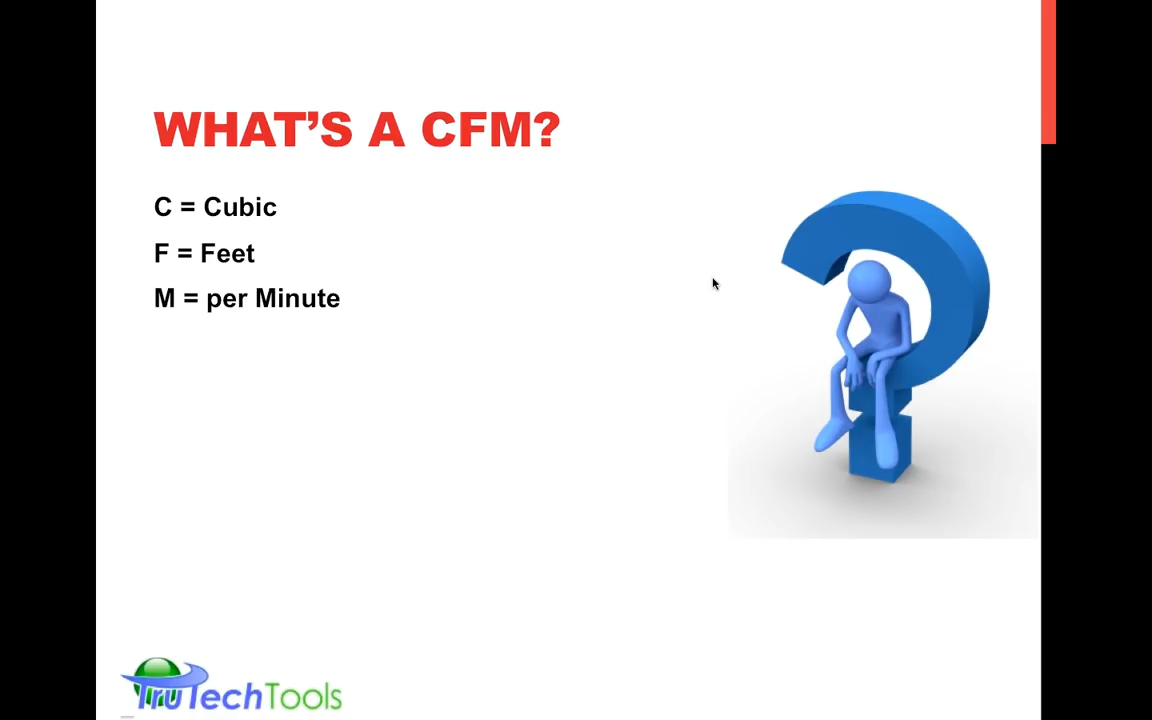 WHAT'S A CFM?
C = Cubic
F = Feet
M = per Minute
TruTechTools